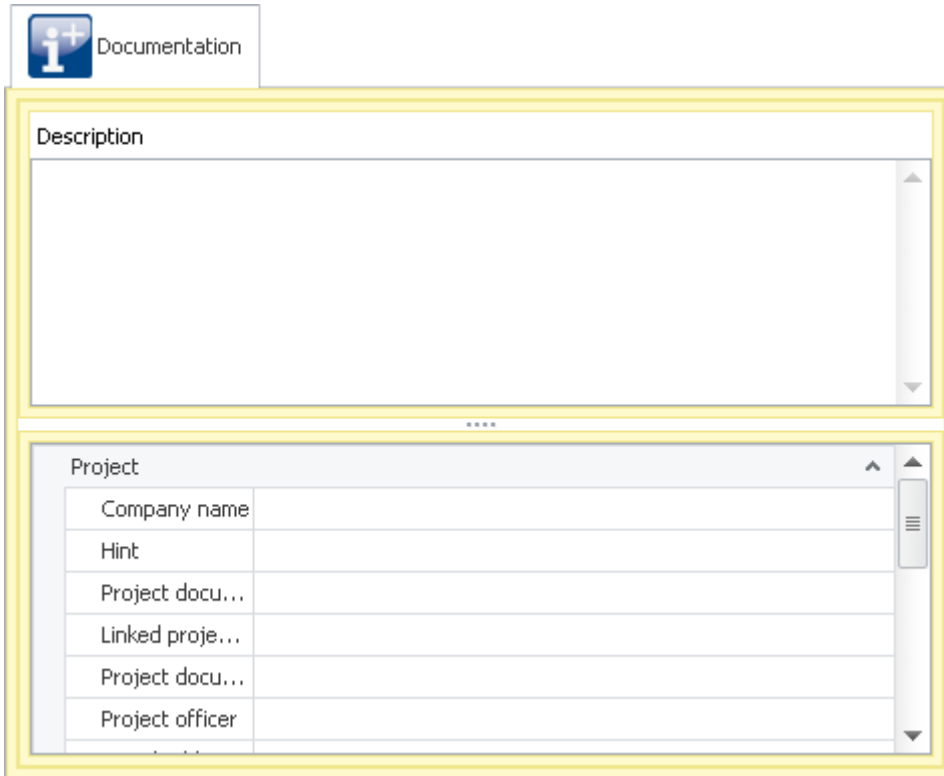 Documentation
Description
Project
Company name
Hint
Project docu...
Linked proje...
Project docu...
Project officer